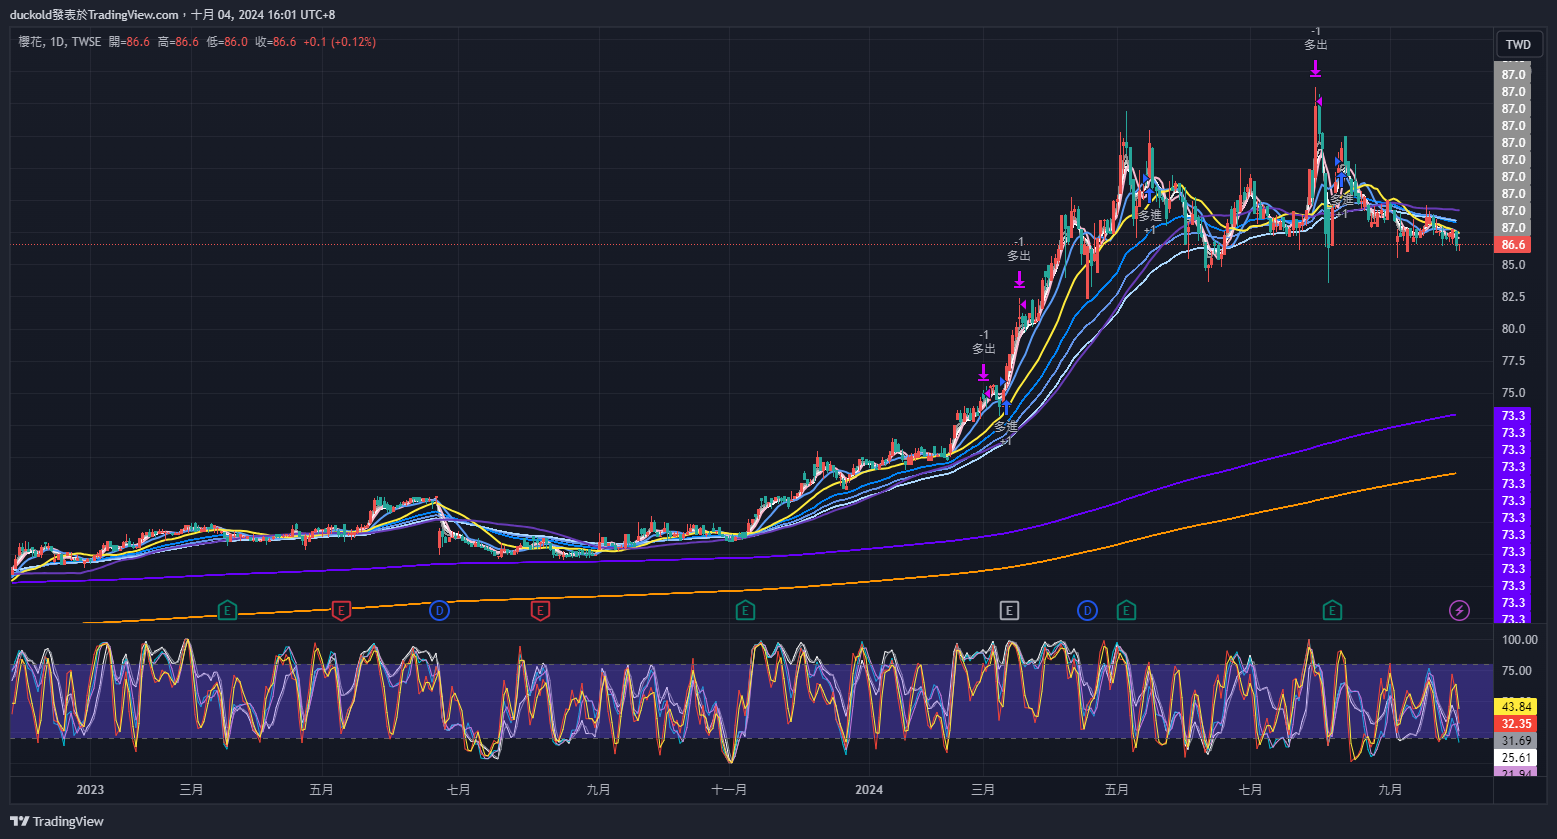 duckold發表於TradingView.com，十月 04, 2024 16:01 UTC+8
櫻花, 1D, TWSE 開=86.6 高=86.6 低=86.0 收=86.6 +0.1 (+0.12%)
TWD
-1
多出
87.0
87.0
87.0
87.0
87.0
87.0
87.0
87.0
87.0
87.0
86.6
85.0
82.5
80.0
77.5
75.0
73.3
73.3
73.3
73.3
73.3
73.3
73.3
73.3
73.3
73.3
73.3
73.3
73.3
多進
+1
多進
+1
-1
多出
-1
多出
多進
+1
E
E
D
E
E
E
D
E
E
100.00
75.00
43.84
32.35
31.69
25.61
21.94
2023
三月
五月
七月
九月
十一月
2024
三月
五月
七月
九月
TradingView